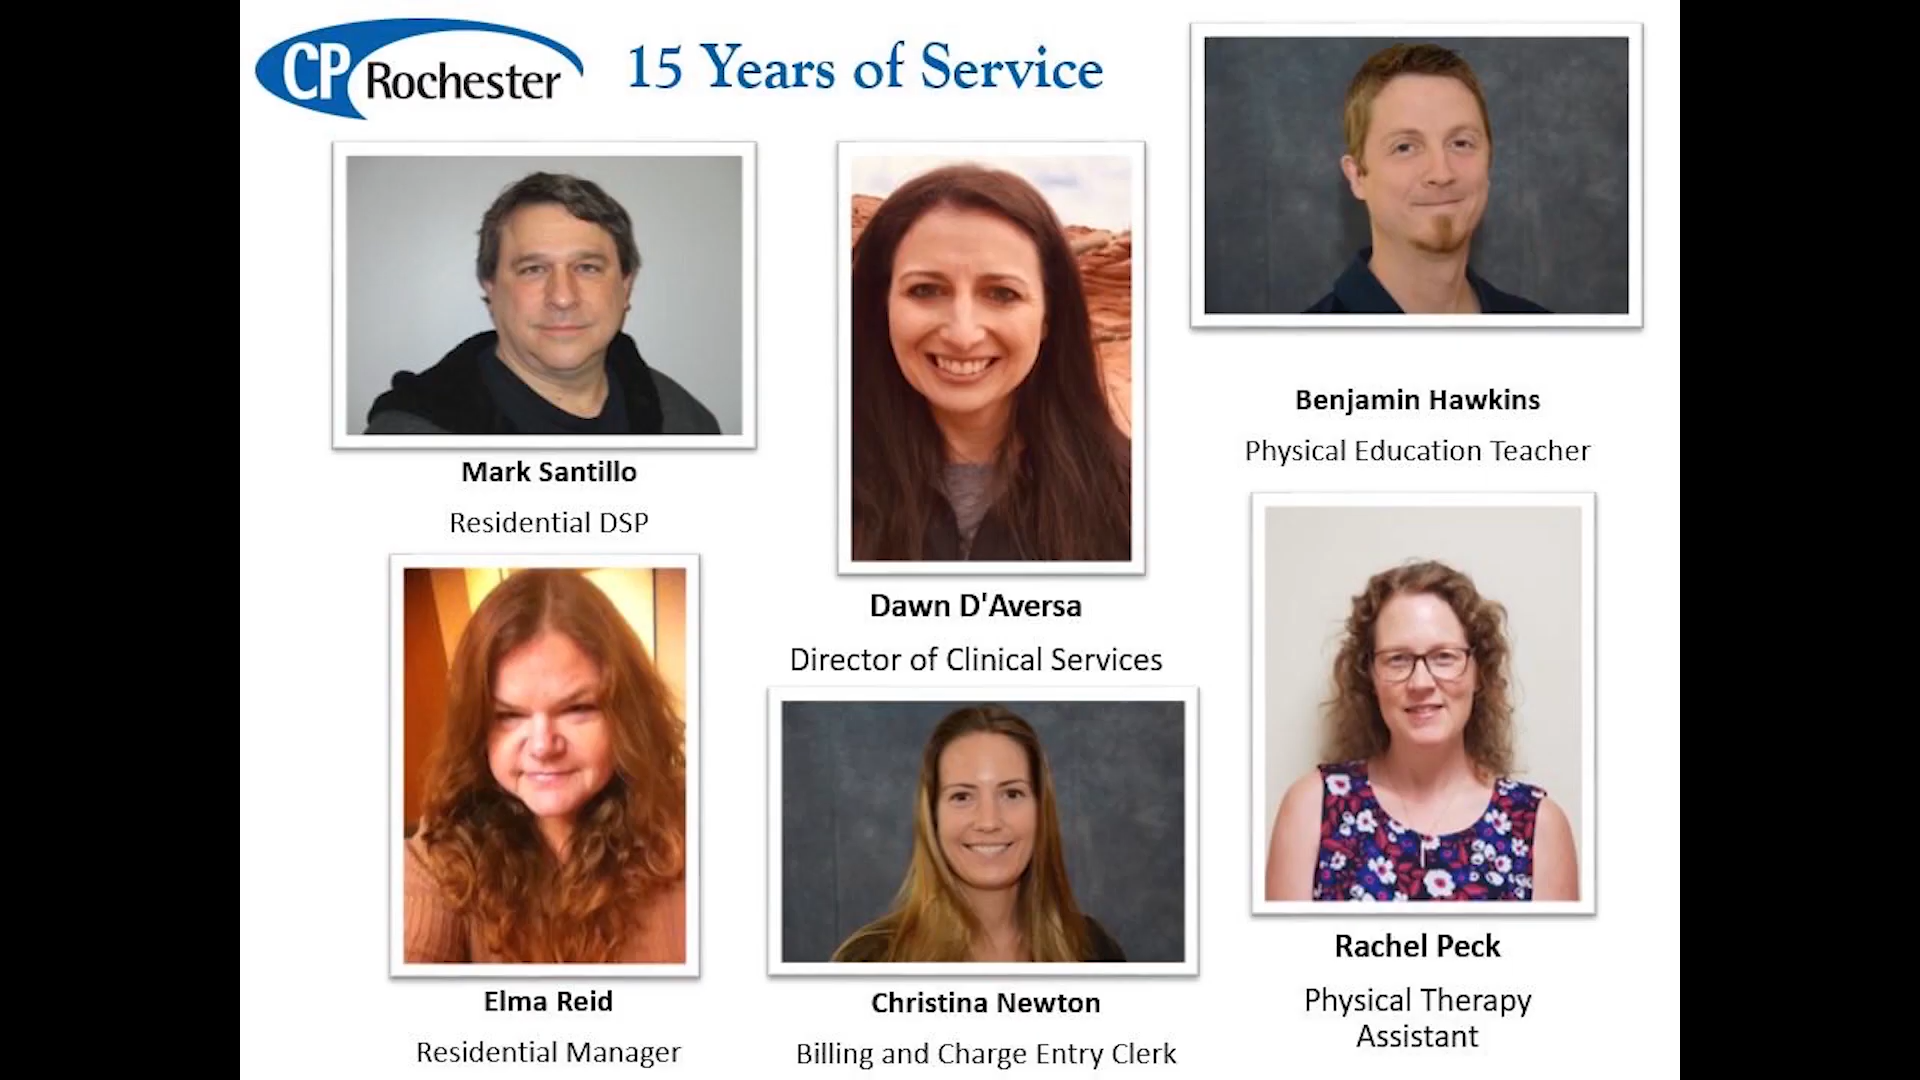 CP Rochester
15 Years of Service
Mark Santillo
Residential DSP
Dawn D'Aversa
Director of Clinical Services
Benjamin Hawkins
Physical Education Teacher
Elma Reid
Residential Manager
Christina Newton
Billing and Charge Entry Clerk
Rachel Peck
Physical Therapy
Assistant